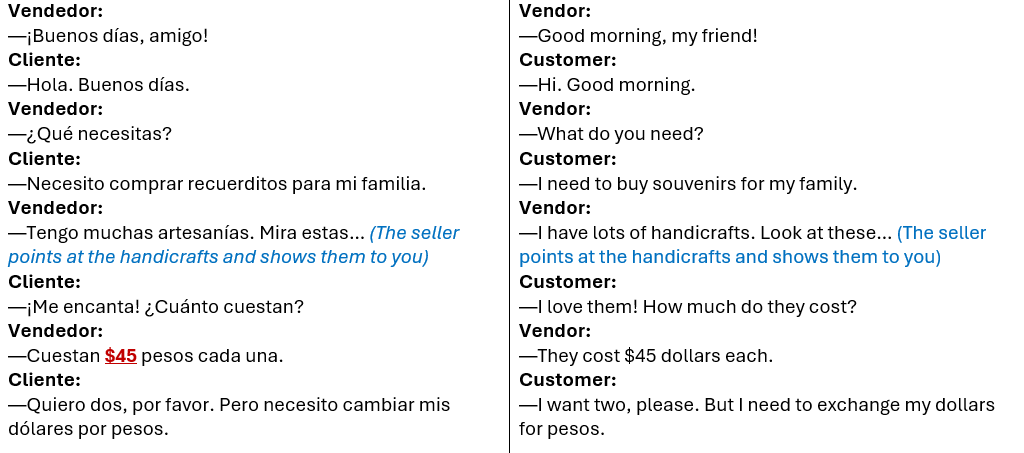 Vendedor:
—¡Buenos días, amigo!
Cliente:
—Hola. Buenos días.
Vendedor:
—¿Qué necesitas?
Cliente:
—Necesito comprar recuerditos para mi familia.
Vendedor:
—Tengo muchas artesanías. Mira estas... (The seller
points at the handicrafts and shows them to you)
Cliente:
—¡Me encanta! ¿Cuánto cuestan?
Vendedor:
—Cuestan $45 pesos cada una.
Cliente:
—Quiero dos, por favor. Pero necesito cambiar mis
dólares por pesos.
Vendor:
—Good morning, my friend!
Customer:
—Hi. Good morning.
Vendor:
—What do you need?
Customer:
—I need to buy souvenirs for my family.
Vendor:
—I have lots of handicrafts. Look at these... (The seller
points at the handicrafts and shows them to you)
Customer:
—I love them! How much do they cost?
Vendor:
—They cost $45 dollars each.
Customer:
—I want two, please. But I need to exchange my dollars
for pesos.